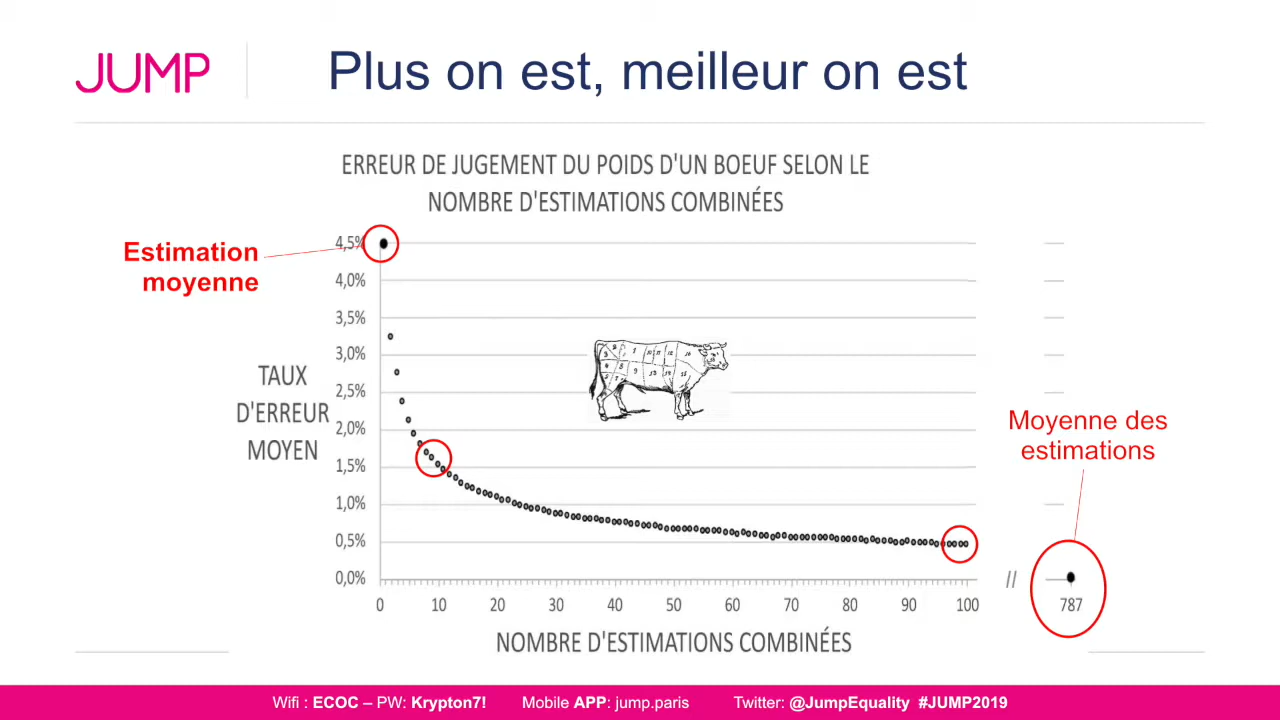 JUMP
Plus on est, meilleur on est
ERREUR DE JUGEMENT DU POIDS D'UN BOEUF SELON LE
NOMBRE D'ESTIMATIONS COMBINÉES
Estimation
moyenne
4,5%
4,0%
3,5%
3,0%
2,5%
2,0%
1,5%
1,0%
0,5%
0,0%
TAUX
D'ERREUR
MOYEN
Moyenne des
estimations
0 10 20 30 40 50 60 70 80 90 100 // 787
NOMBRE D'ESTIMATIONS COMBINÉES
Wifi : ECOC – PW: Krypton7! Mobile APP: jump.paris Twitter: @JumpEquality #JUMP2019